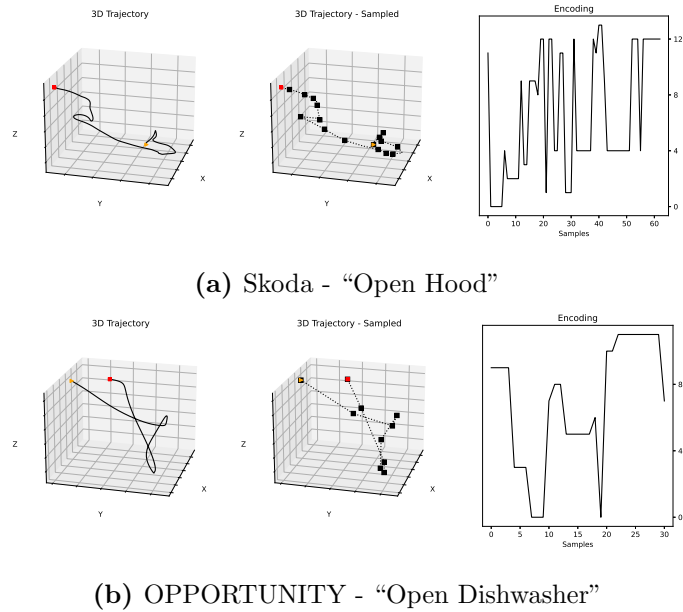 3D Trajectory
3D Trajectory - Sampled
Encoding
Z
Y
X
Z
Y
X
12
8
4
0
0 10 20 30 40 50 60
Samples
(a) Skoda - “Open Hood”
3D Trajectory
3D Trajectory - Sampled
Encoding
Z
Y
X
Z
Y
X
8
4
0
0 5 10 15 20 25 30
Samples
(b) OPPORTUNITY - “Open Dishwasher”